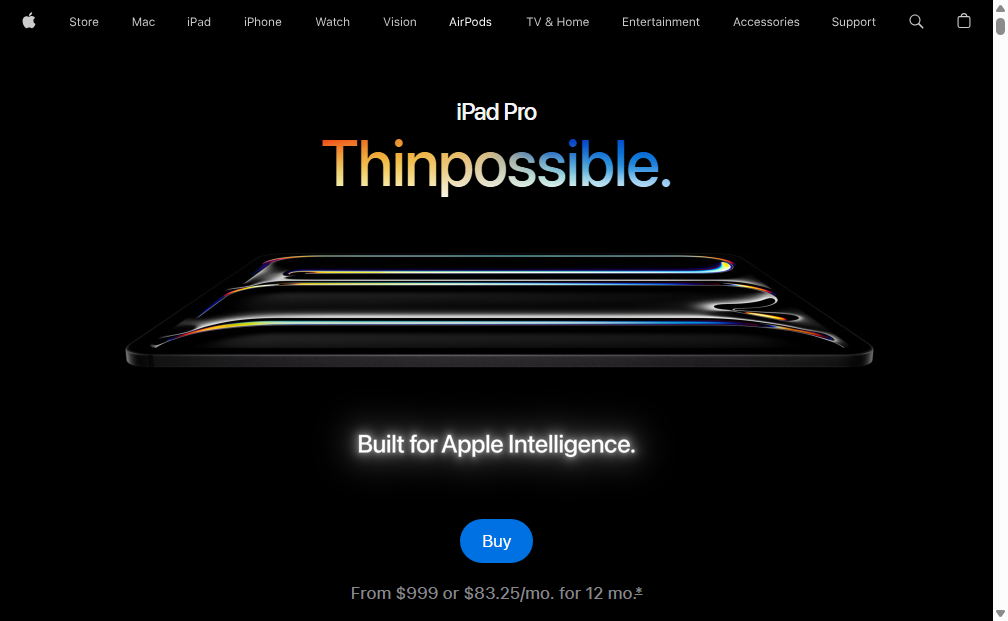 Store Mac iPad iPhone Watch Vision AirPods TV & Home Entertainment Accessories Support
iPad Pro
Thinpossible.
Built for Apple Intelligence.
Buy
From $999 or $83.25/mo. for 12 mo.*